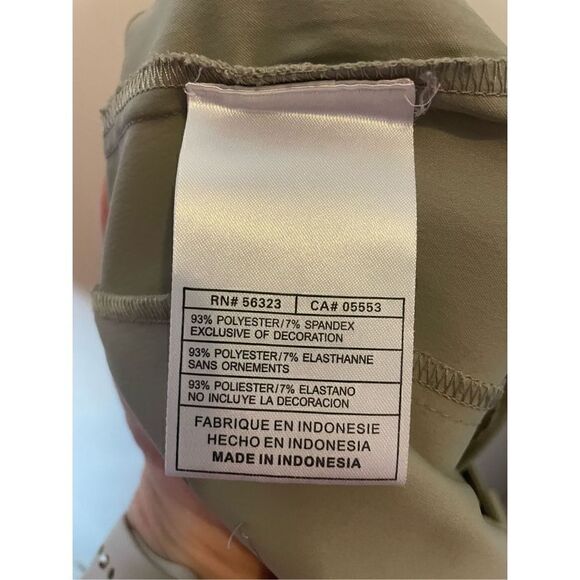 RN# 56323 CA# 05553
93% POLYESTER/7% SPANDEX
EXCLUSIVE OF DECORATION
93% POLYESTER/7% ELASTHANNE
SANS ORNEMENTS
93% POLIESTER/7% ELASTANO
NO INCLUYE LA DECORACION
FABRIQUE EN INDONESIE
HECHO EN INDONESIA
MADE IN INDONESIA